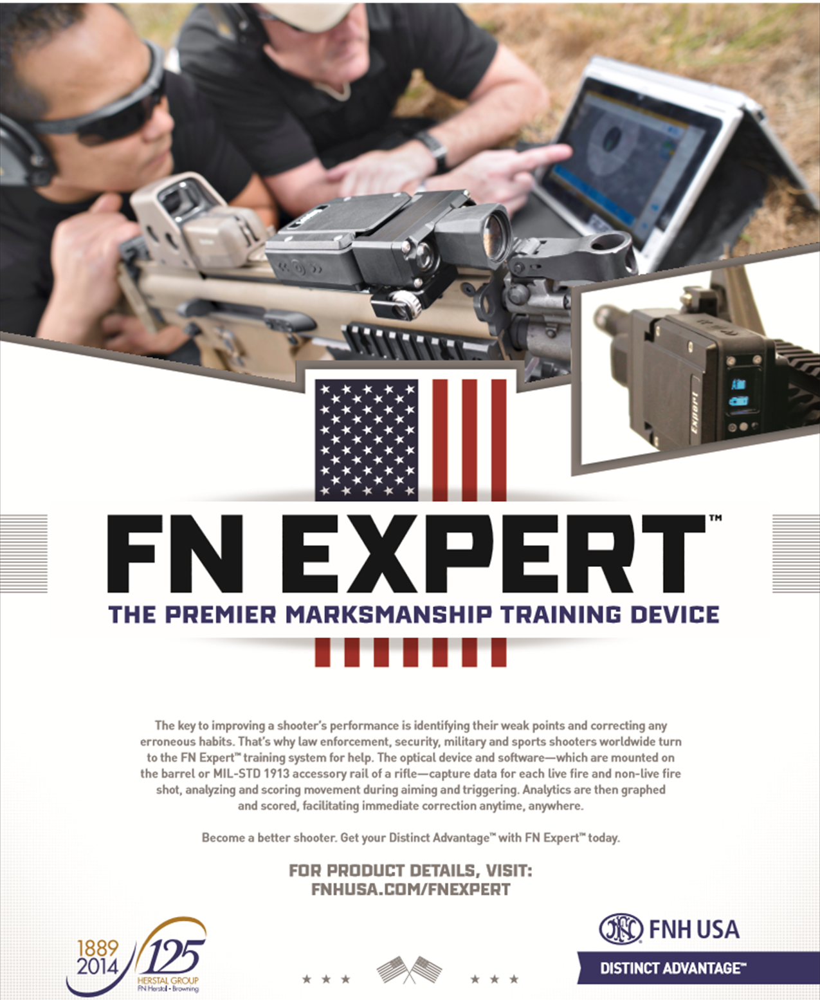 Aim
Expert
FN EXPERT™
THE PREMIER MARKSMANSHIP TRAINING DEVICE
The key to improving a shooter's performance is identifying their weak points and correcting any
erroneous habits. That's why law enforcement, security, military and sports shooters worldwide turn
to the FN Expert™ training system for help. The optical device and software—which are mounted on
the barrel or MIL-STD 1913 accessory rail of a rifle—capture data for each live fire and non-live fire
shot, analyzing and scoring movement during aiming and triggering. Analytics are then graphed
and scored, facilitating immediate correction anytime, anywhere.
Become a better shooter. Get your Distinct Advantage™ with FN Expert™ today.
FOR PRODUCT DETAILS, VISIT:
FNHUSA.COM/FNEXPERT
1889
2014
125
HERSTAL GROUP
FN Herstal • Browning
FN FNH USA
DISTINCT ADVANTAGE℠